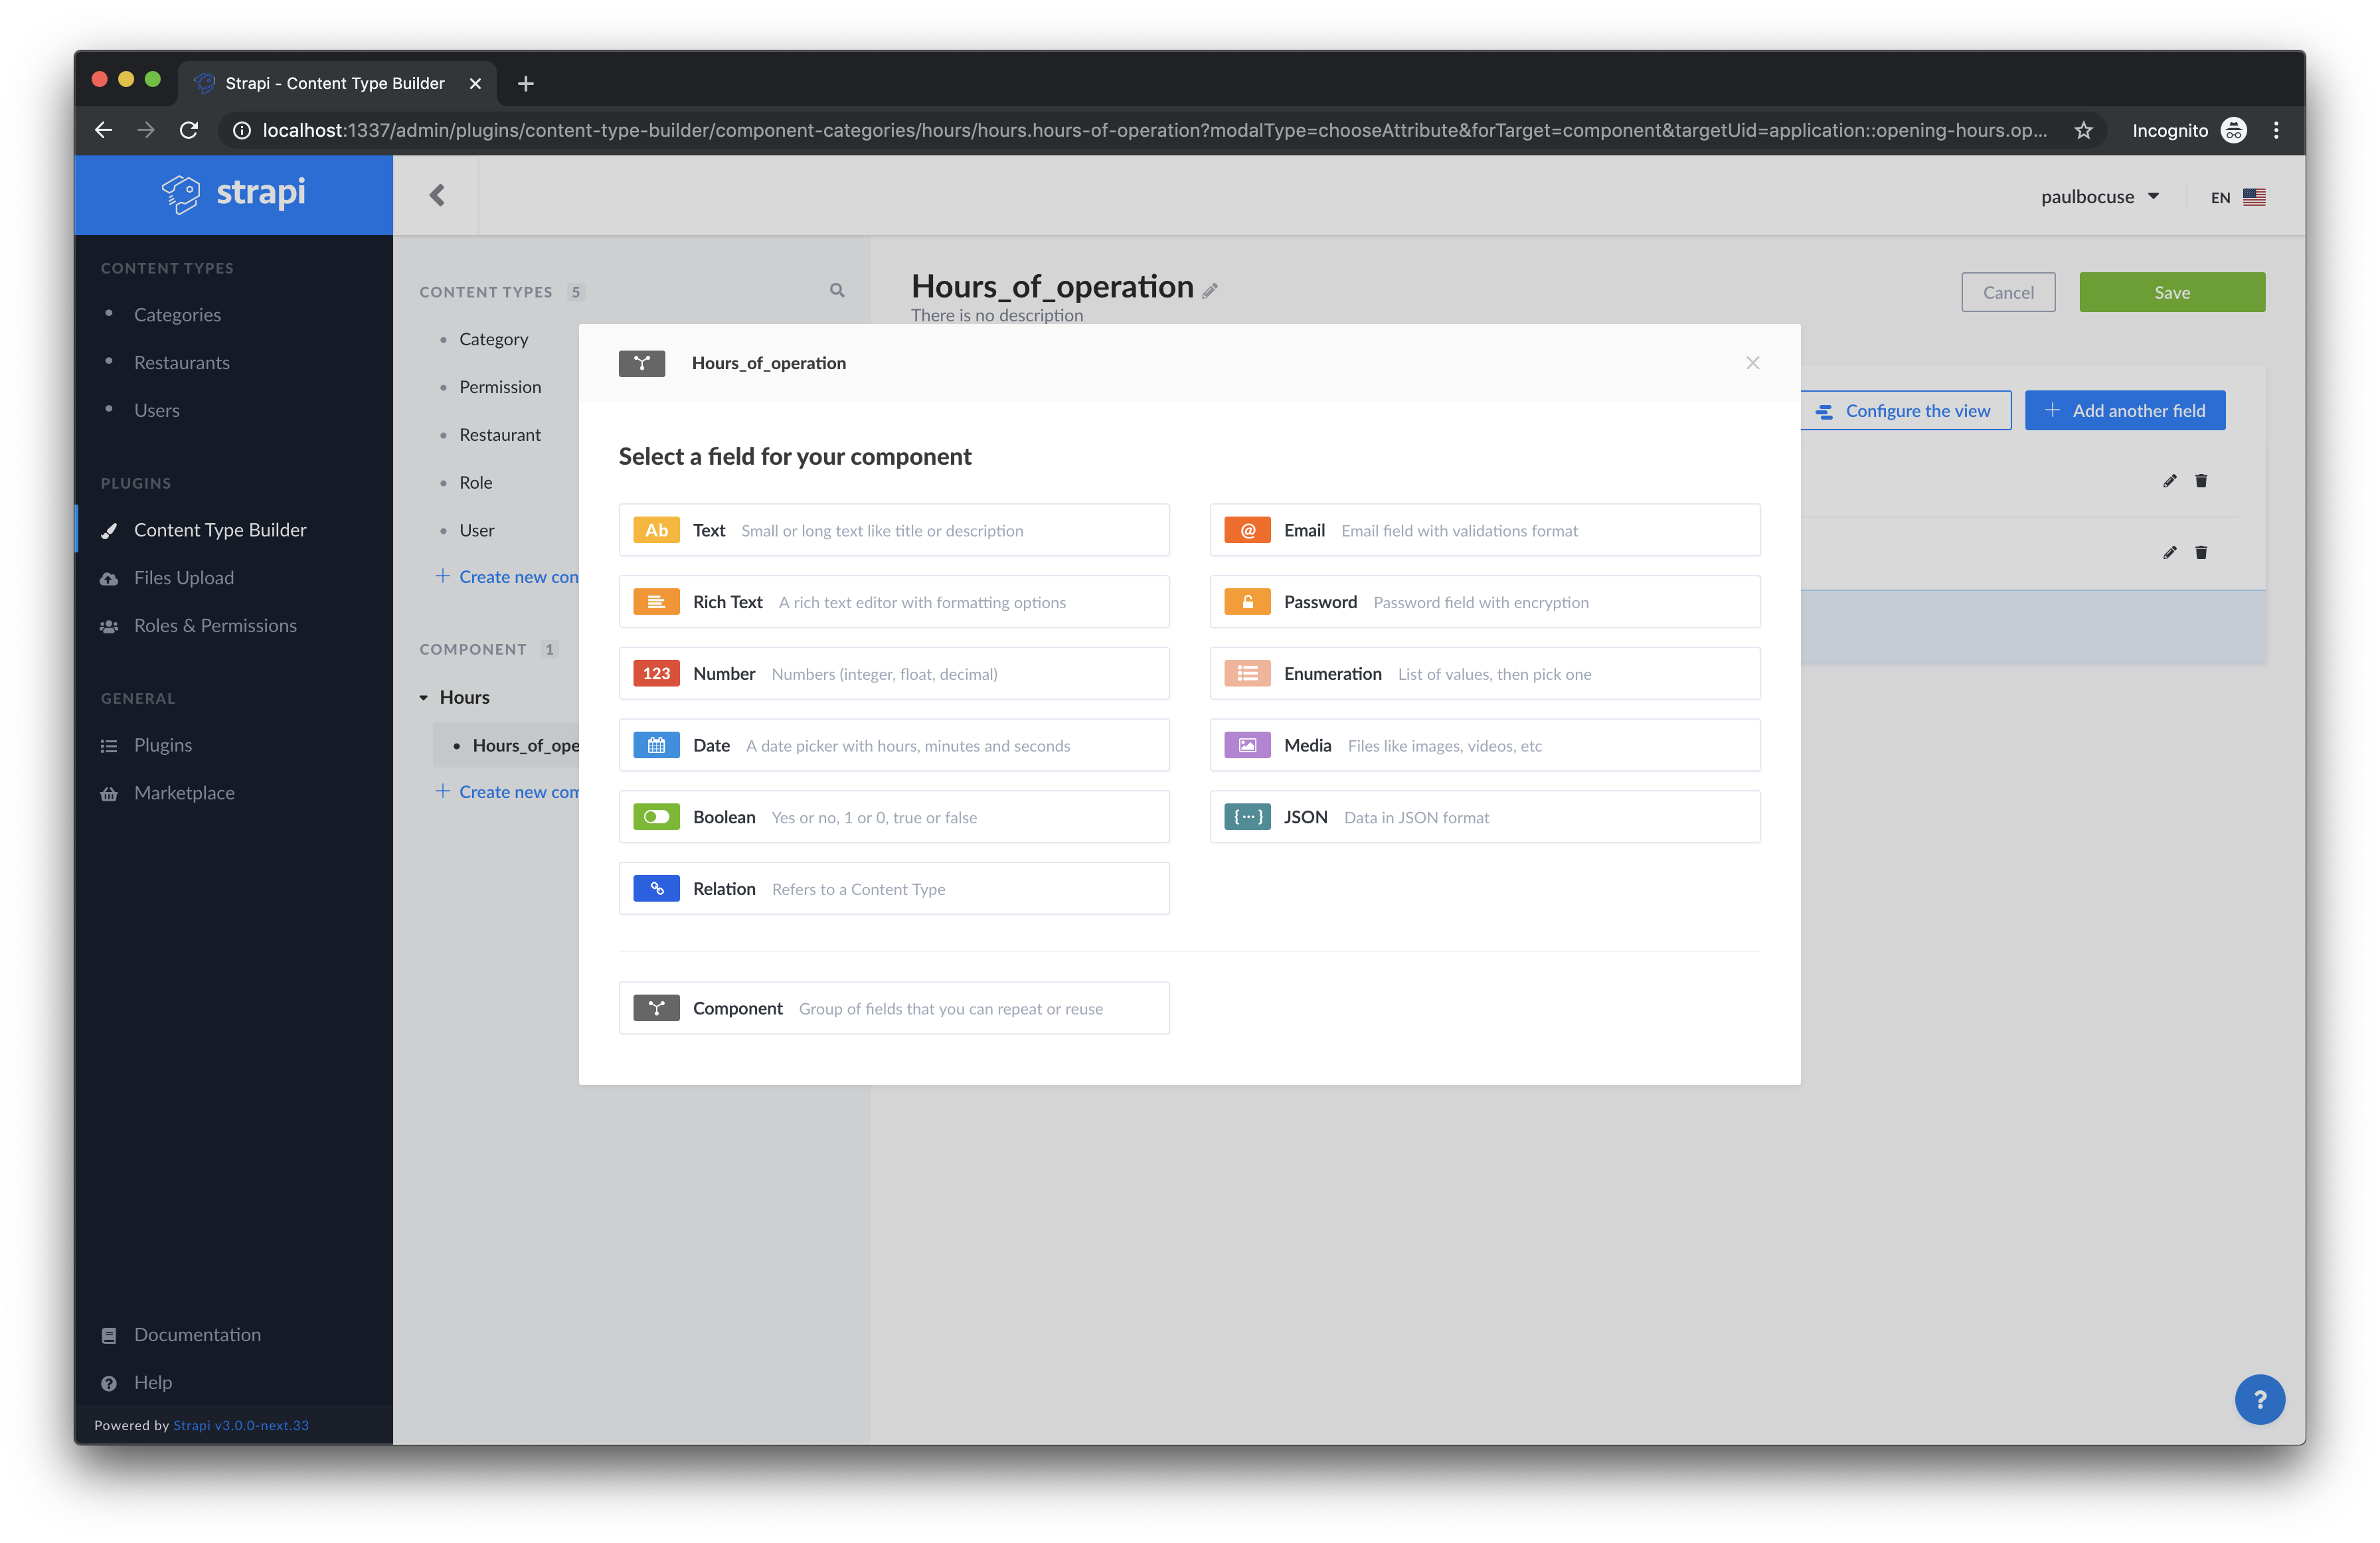 Strapi - Content Type Builder
localhost:1337/admin/plugins/content-type-builder/component-categories/hours/hours.hours-of-operation?modalType=chooseAttribute&forTarget=component&targetUid=application::opening-hours.op...
Incognito
strapi
paulbocuse
EN
CONTENT TYPES
Categories
Restaurants
Users
PLUGINS
Content Type Builder
Files Upload
Roles & Permissions
GENERAL
Plugins
Marketplace
Documentation
Help
Powered by Strapi v3.0.0-next.33
CONTENT TYPES 5
Category
Permission
Restaurant
Role
User
+ Create new con
COMPONENT 1
Hours
Hours_of_ope
+ Create new com
Hours_of_operation
There is no description
Cancel
Save
Configure the view
+ Add another field
Hours_of_operation
Select a field for your component
Ab Text Small or long text like title or description
@ Email Email field with validations format
Rich Text A rich text editor with formatting options
Password Password field with encryption
123 Number Numbers (integer, float, decimal)
Enumeration List of values, then pick one
Date A date picker with hours, minutes and seconds
Media Files like images, videos, etc
Boolean Yes or no, 1 or 0, true or false
{···} JSON Data in JSON format
Relation Refers to a Content Type
Component Group of fields that you can repeat or reuse
?